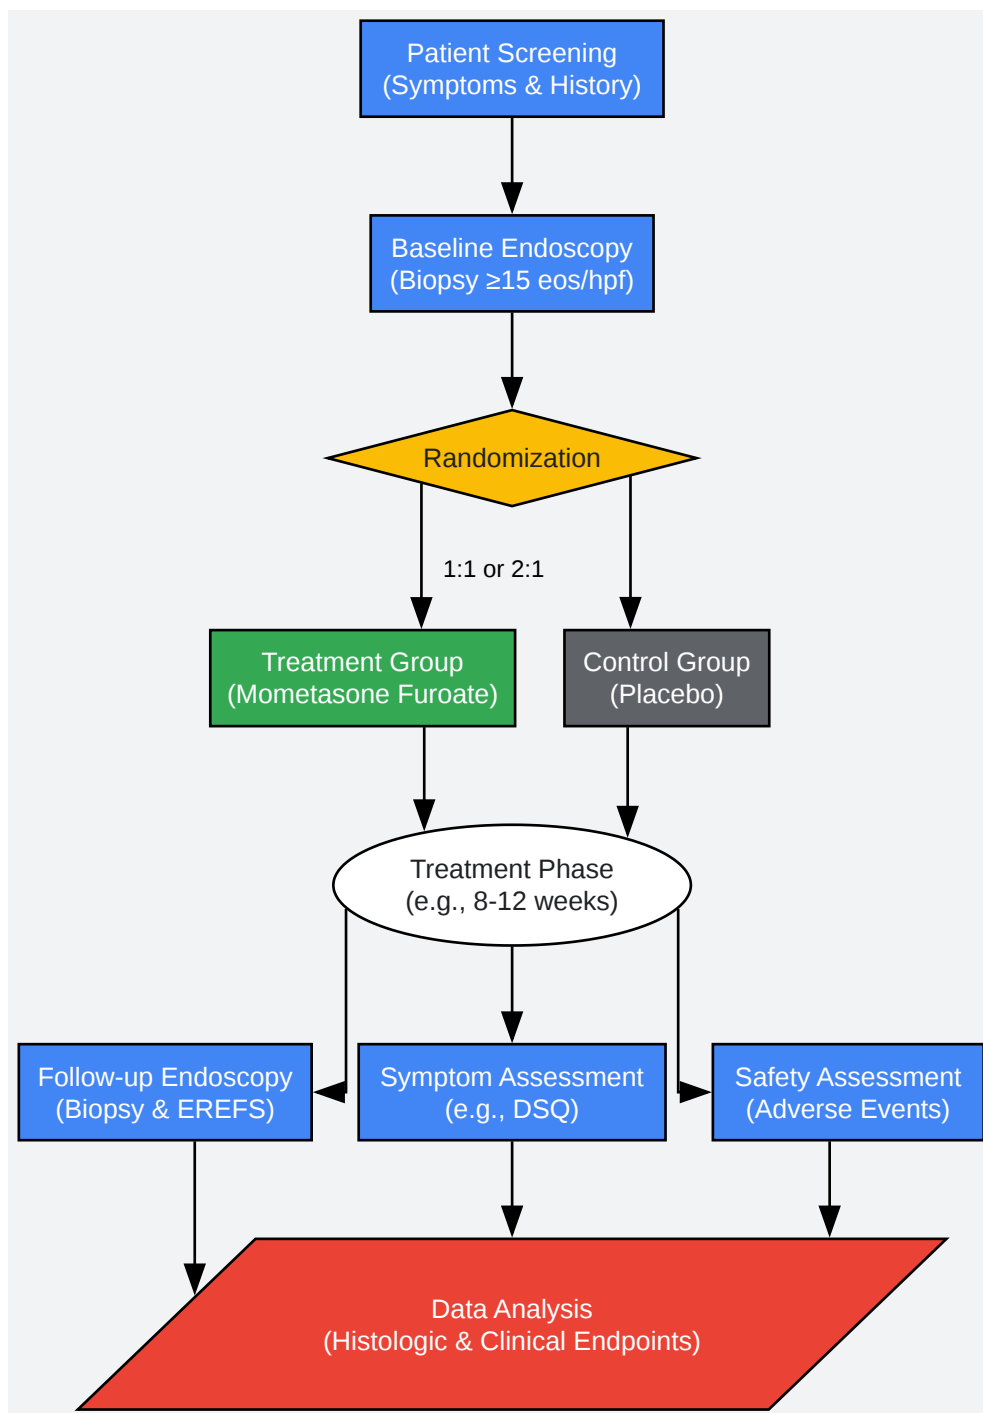 Patient Screening
(Symptoms & History)
Baseline Endoscopy
(Biopsy ≥15 eos/hpf)
Randomization
1:1 or 2:1
Treatment Group
(Mometasone Furoate)
Control Group
(Placebo)
Treatment Phase
(e.g., 8-12 weeks)
Follow-up Endoscopy
(Biopsy & EREFS)
Symptom Assessment
(e.g., DSQ)
Safety Assessment
(Adverse Events)
Data Analysis
(Histologic & Clinical Endpoints)